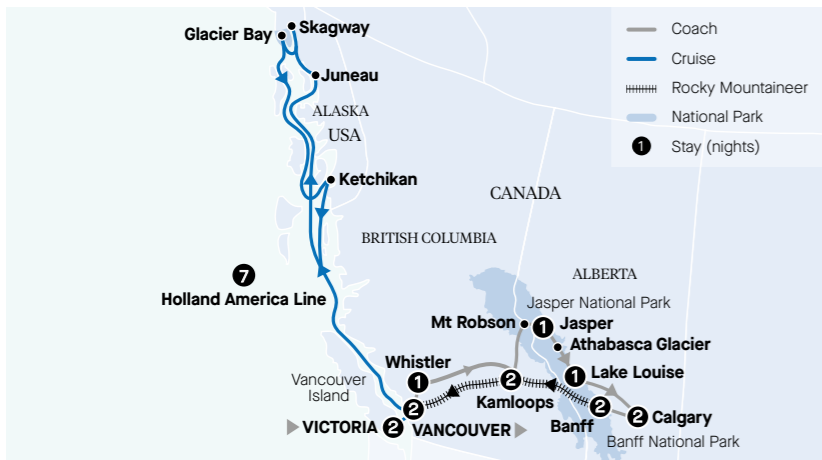 Glacier Bay
Skagway
Juneau
ALASKA
USA
Ketchikan
CANADA
BRITISH COLUMBIA
7
Holland America Line
ALBERTA
Jasper National Park
Mt Robson
1 Jasper
Athabasca Glacier
Whistler
1
1 Lake Louise
Vancouver
Island
2
Kamloops
2
2
Banff
2 Calgary
VICTORIA 2 VANCOUVER
Banff National Park
Coach
Cruise
Rocky Mountaineer
National Park
1 Stay (nights)